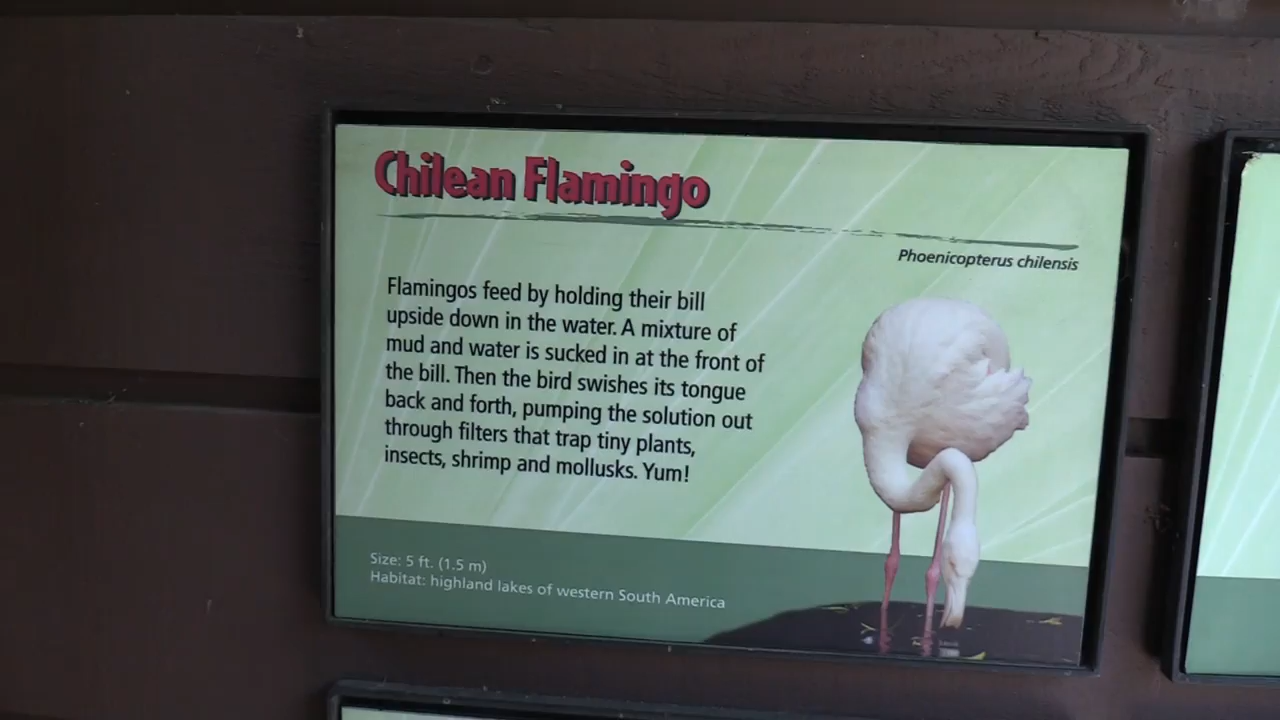 Chilean Flamingo
Phoenicopterus chilensis
Flamingos feed by holding their bill
upside down in the water. A mixture of
mud and water is sucked in at the front of
the bill. Then the bird swishes its tongue
back and forth, pumping the solution out
through filters that trap tiny plants,
insects, shrimp and mollusks. Yum!
Size: 5 ft. (1.5 m)
Habitat: highland lakes of western South America